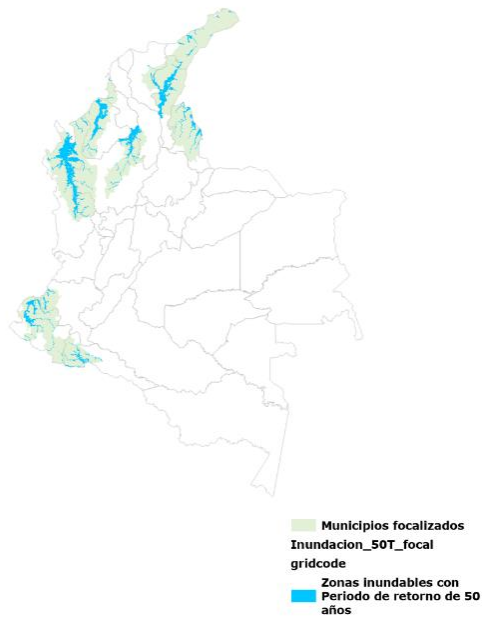 Municipios focalizados
Inundacion_50T_focal
gridcode
Zonas inundables con
Periodo de retorno de 50
años